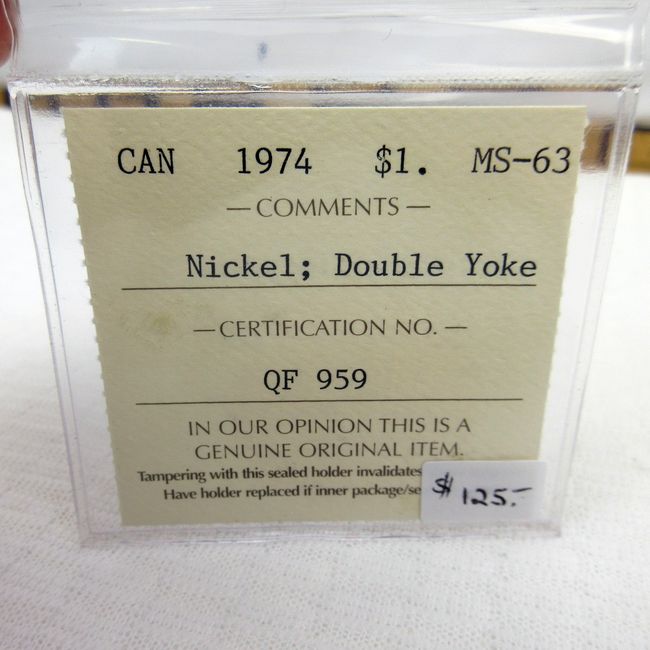 CAN 1974 $1. MS-63
— COMMENTS —
Nickel; Double Yoke
— CERTIFICATION NO. —
QF 959
IN OUR OPINION THIS IS A
GENUINE ORIGINAL ITEM.
Tampering with this sealed holder invalidates
Have holder replaced if inner package/se
$125.-